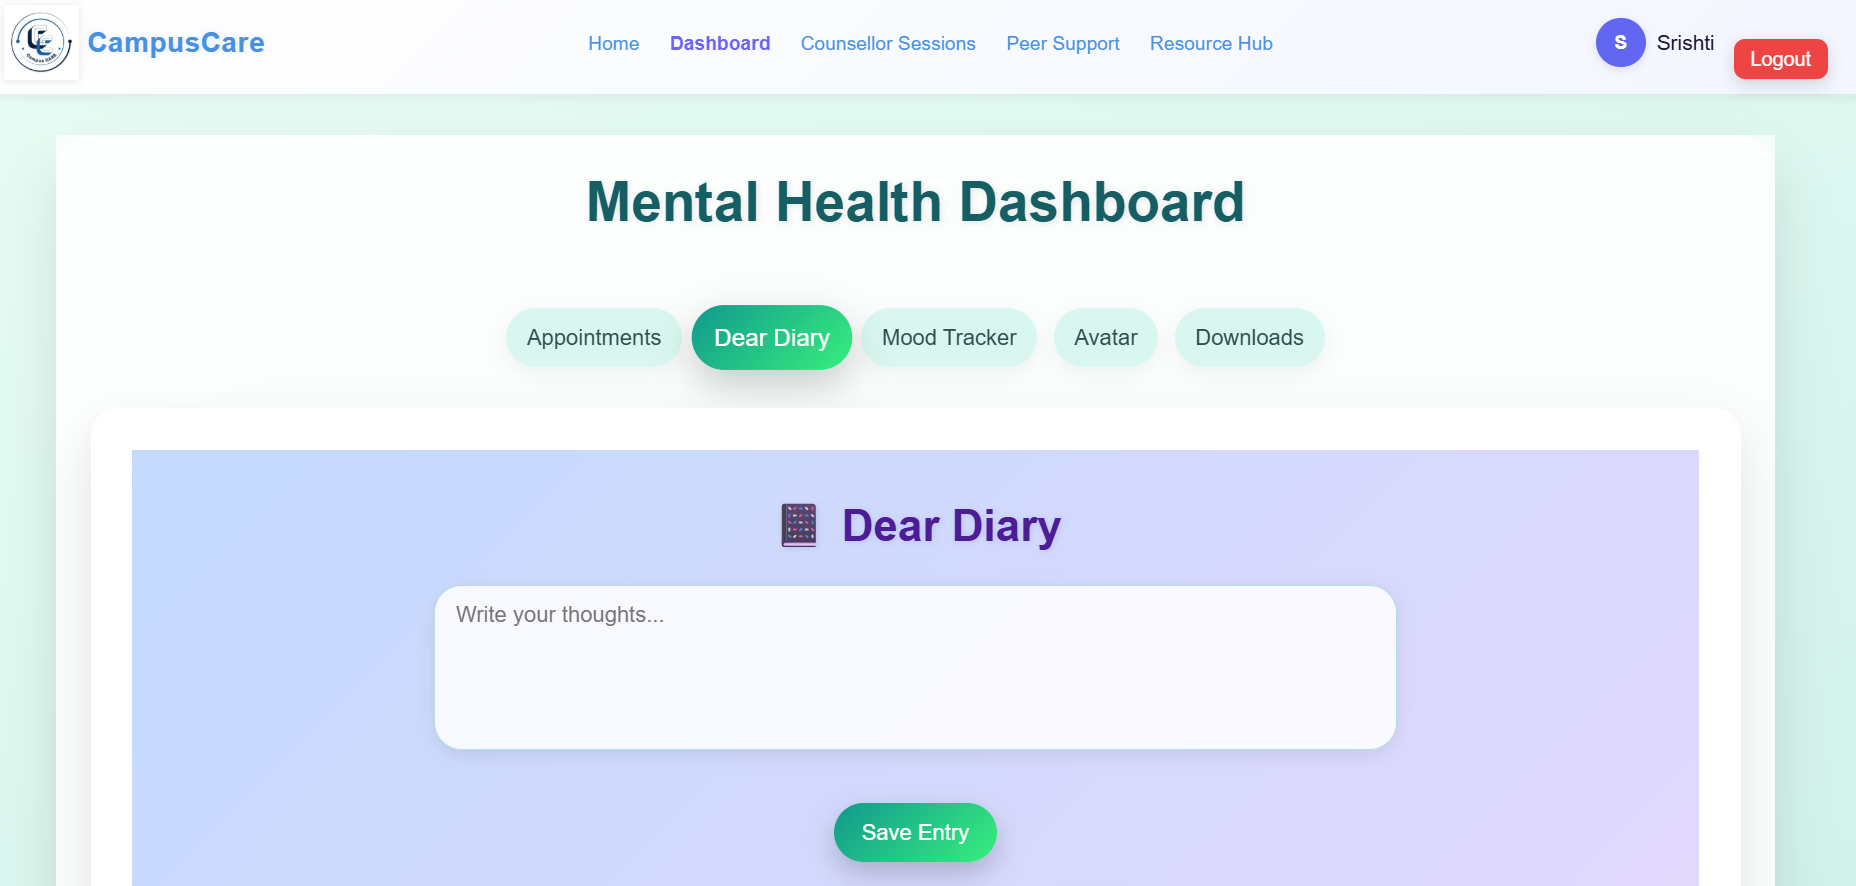 CampusCare
Home
Dashboard
Counsellor Sessions
Peer Support
Resource Hub
S
Srishti
Logout
Mental Health Dashboard
Appointments
Dear Diary
Mood Tracker
Avatar
Downloads
Dear Diary
Write your thoughts...
Save Entry